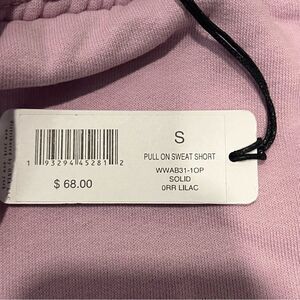 S
PULL ON SWEAT SHORT
WWAB31-1OP
SOLID
0RR LILAC
1 93294 45281 2
$ 68.00